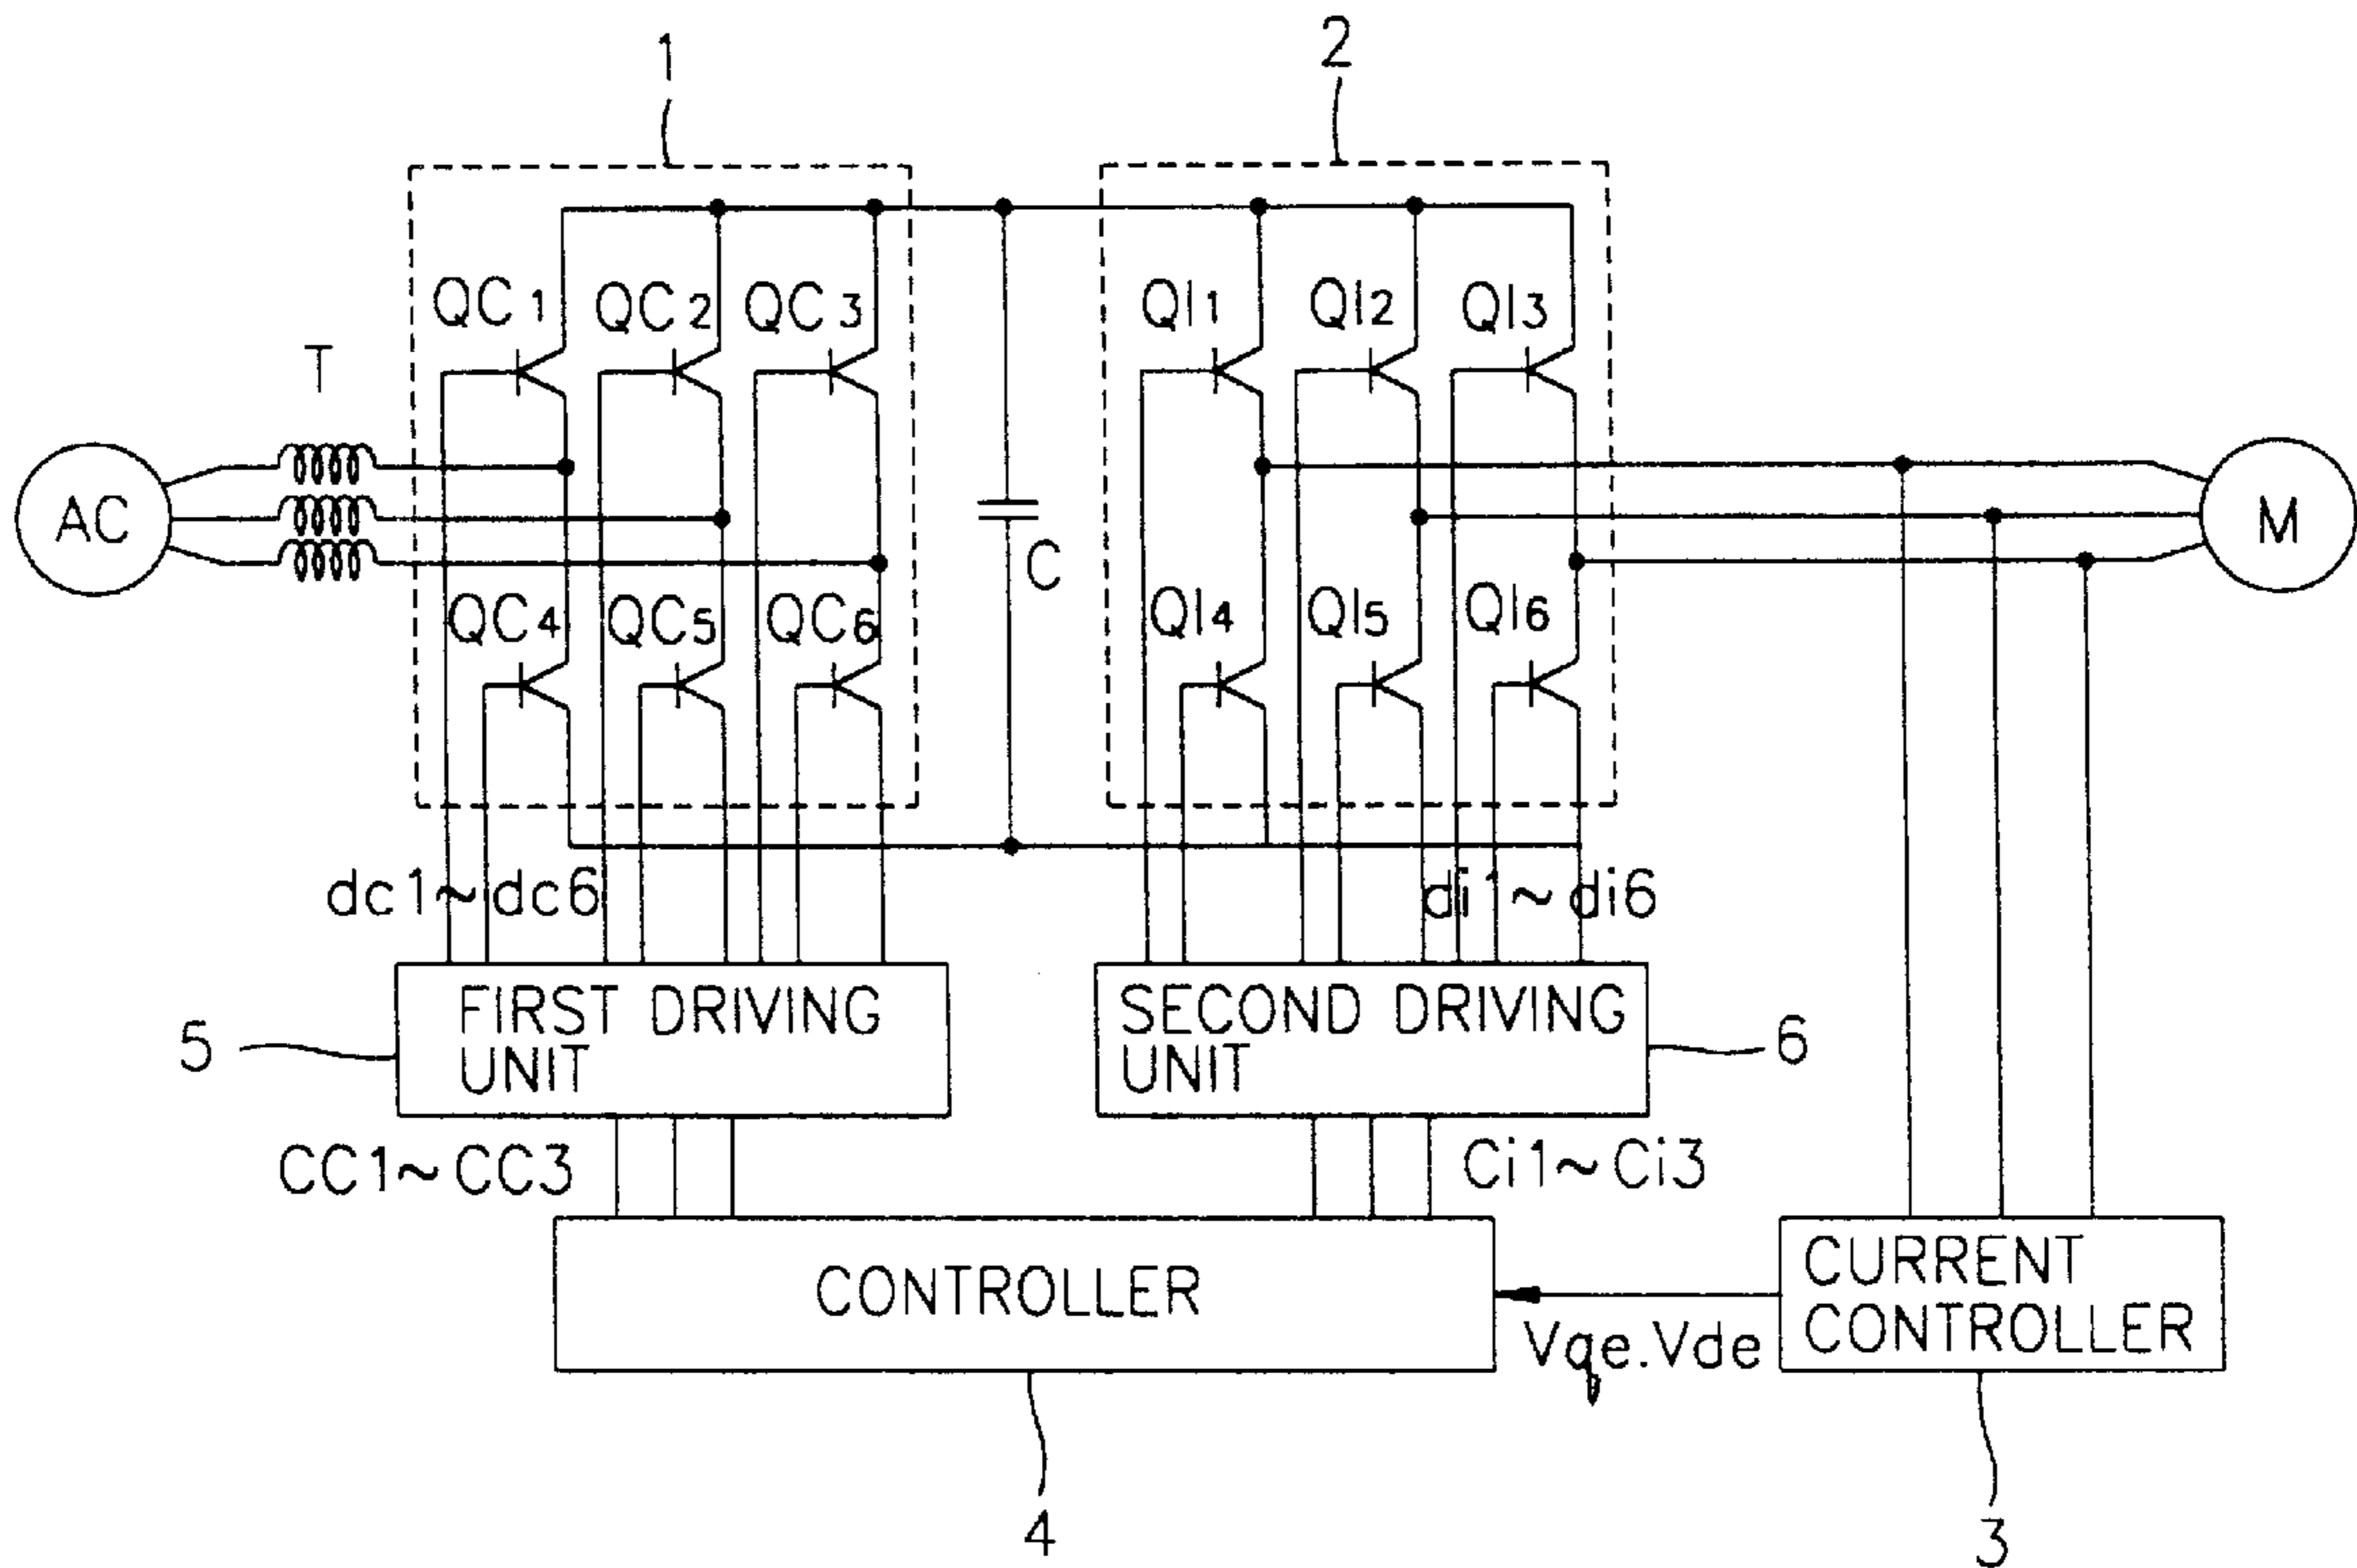 1
2
QC1
QC2
QC3
QI1
QI2
QI3
T
AC
M
C
QC4
QC5
QC6
QI4
QI5
QI6
dc1~dc6
di1~di6
FIRST DRIVING
UNIT
SECOND DRIVING
UNIT
5
6
CC1~CC3
Ci1~Ci3
CONTROLLER
CURRENT
CONTROLLER
Vqe.Vde
4
3